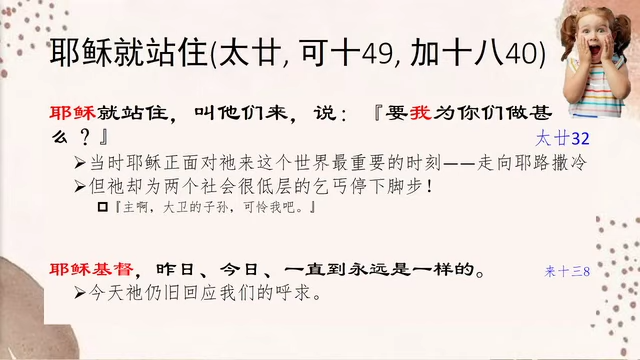 耶稣就站住(太廿, 可十49, 加十八40)
耶稣就站住，叫他们来，说：『要我为你们做甚
么？』 太廿32
➢当时耶稣正面对祂来这个世界最重要的时刻——走向耶路撒冷
➢但祂却为两个社会很低层的乞丐停下脚步！
❑『主啊，大卫的子孙，可怜我吧。』
耶稣基督，昨日、今日、一直到永远是一样的。 来十三8
➢今天祂仍旧回应我们的呼求。